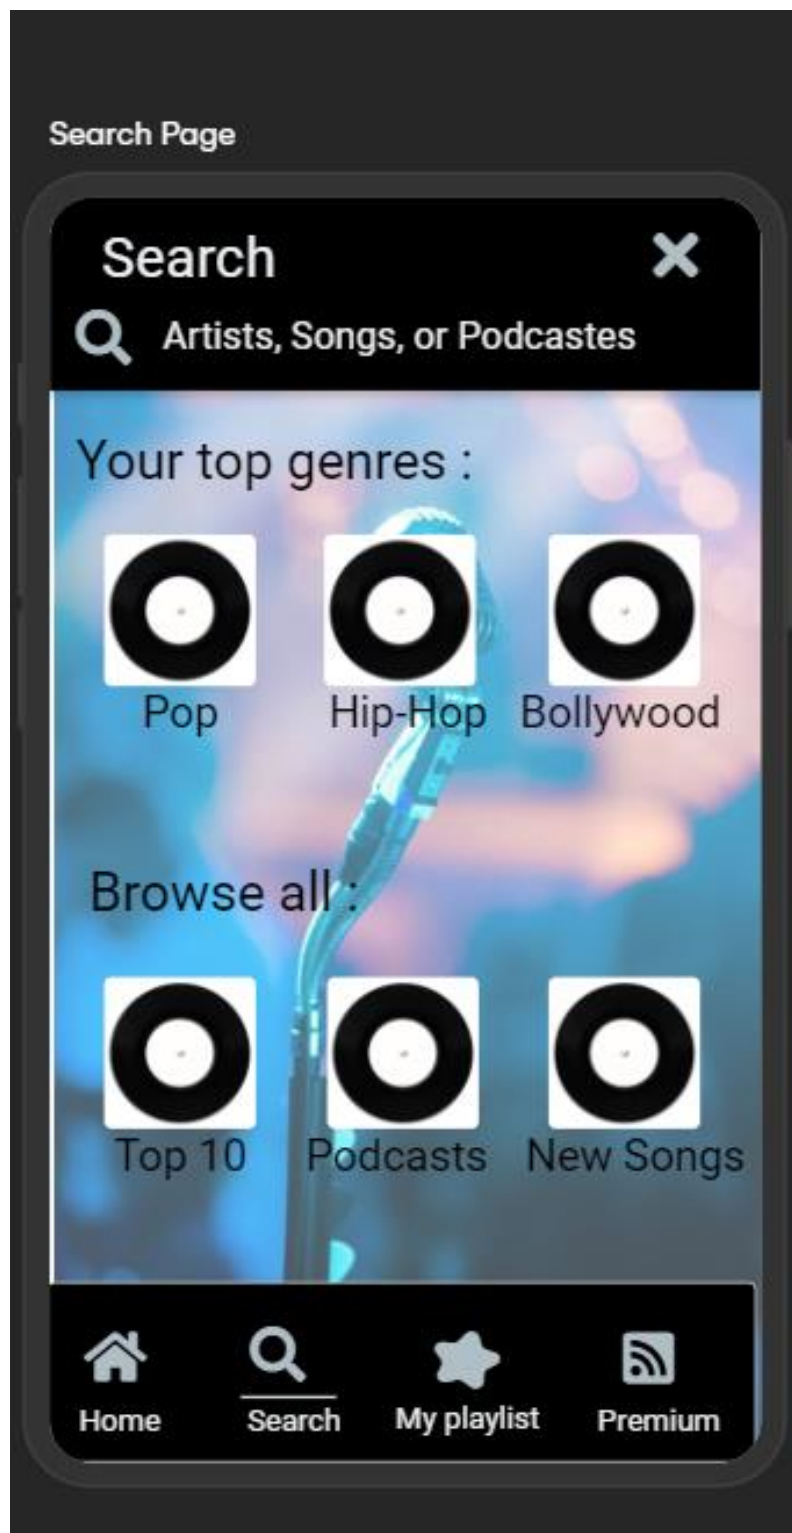 Search Page
Search
Artists, Songs, or Podcastes
Your top genres :
Pop Hip-Hop Bollywood
Browse all :
Top 10 Podcasts New Songs
Home Search My playlist Premium